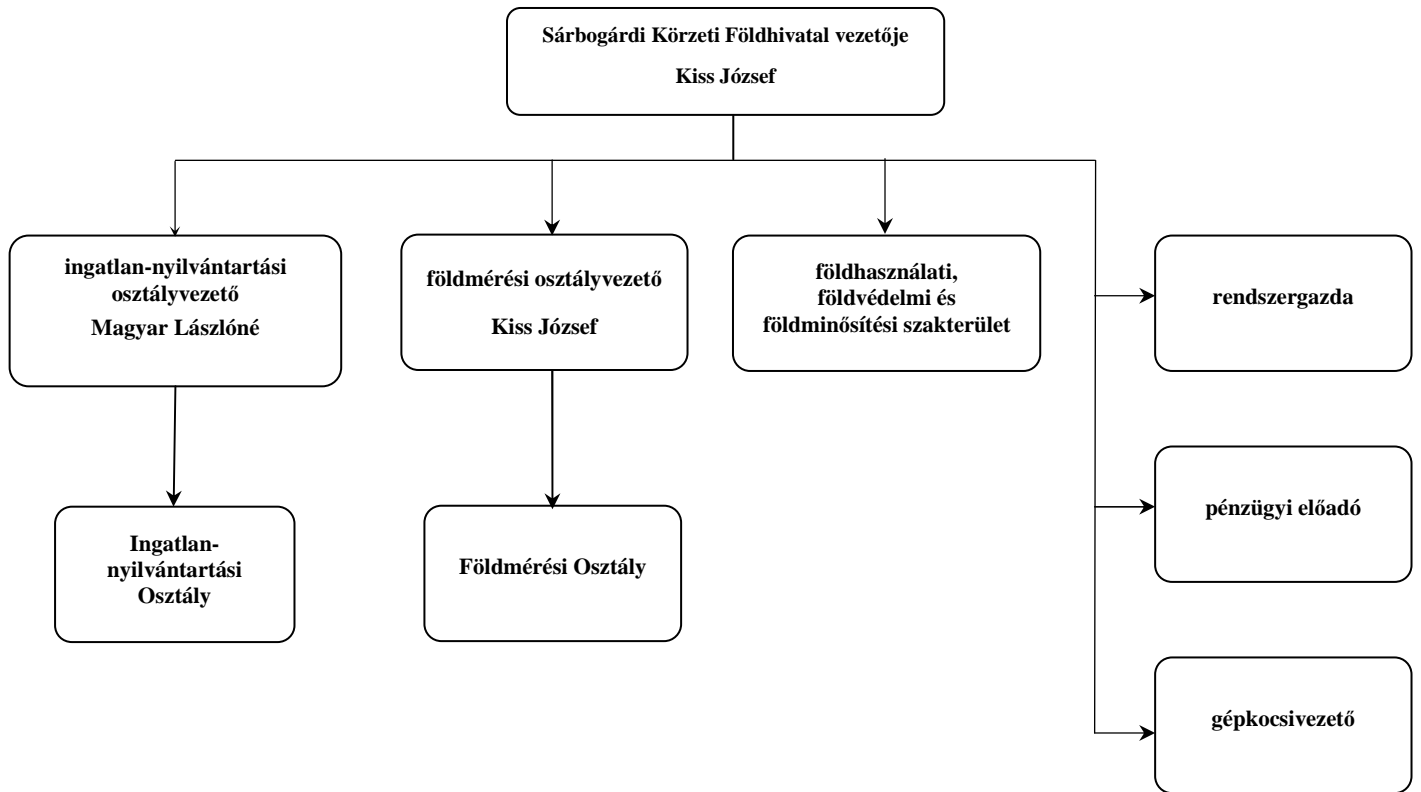 Sárbogárdi Körzeti Földhivatal vezetője
Kiss József
ingatlan-nyilvántartási
osztályvezető
Magyar Lászlóné
földmérési osztályvezető
Kiss József
földhasználati,
földvédelmi és
földminősítési szakterület
rendszergazda
Ingatlan-
nyilvántartási
Osztály
Földmérési Osztály
pénzügyi előadó
gépkocsivezető